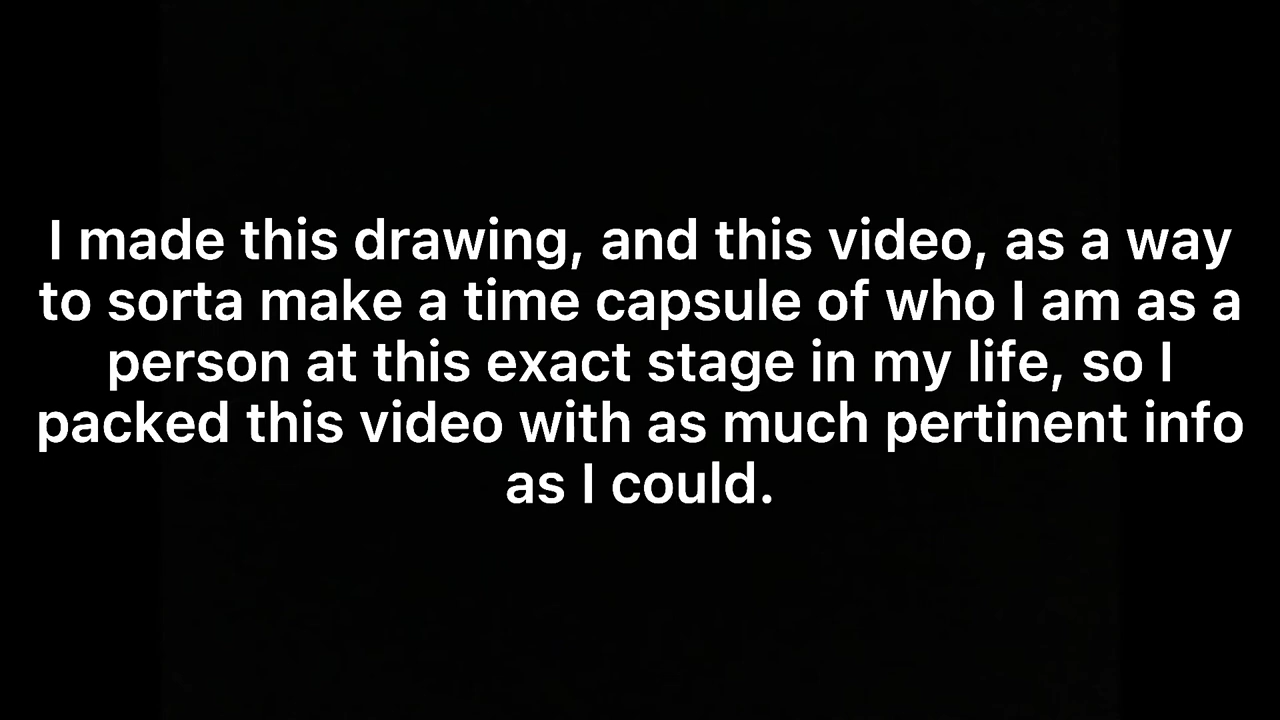 I made this drawing, and this video, as a way
to sorta make a time capsule of who I am as a
person at this exact stage in my life, so I
packed this video with as much pertinent info
as I could.